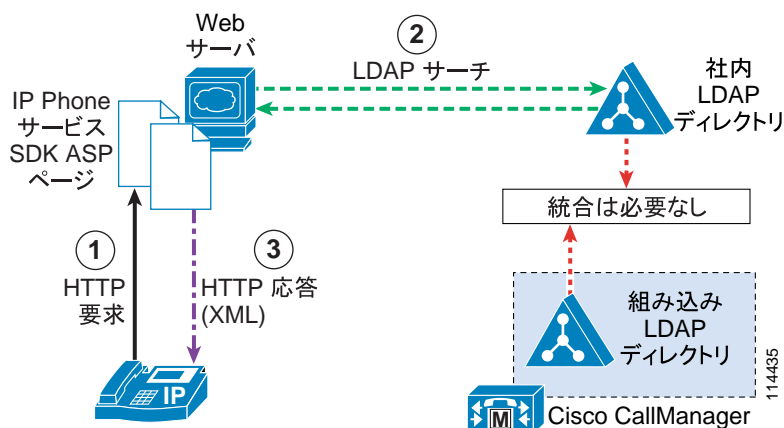 Web
サーバ
②
LDAP サーチ
社内
LDAP
ディレクトリ
IP Phone
サービス
SDK ASP
ページ
統合は必要なし
①
HTTP
要求
③
HTTP 応答
(XML)
組み込み
LDAP
ディレクトリ
IP
M
Cisco CallManager
114435